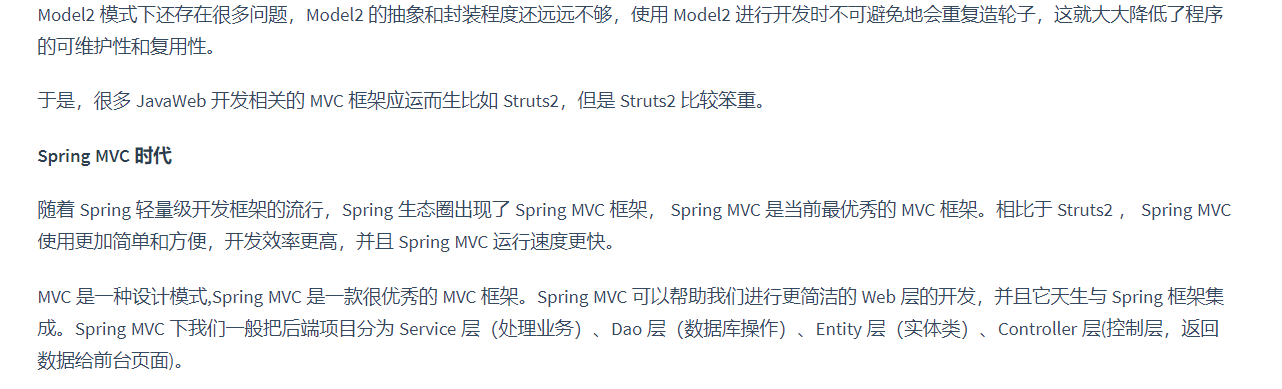 Model2 模式下还存在很多问题，Model2 的抽象和封装程度还远远不够，使用 Model2 进行开发时不可避免地会重复造轮子，这就大大降低了程序
的可维护性和复用性。
于是，很多 JavaWeb 开发相关的 MVC 框架应运而生比如 Struts2，但是 Struts2 比较笨重。
Spring MVC 时代
随着 Spring 轻量级开发框架的流行，Spring 生态圈出现了 Spring MVC 框架， Spring MVC 是当前最优秀的 MVC 框架。相比于 Struts2 ， Spring MVC
使用更加简单和方便，开发效率更高，并且 Spring MVC 运行速度更快。
MVC 是一种设计模式,Spring MVC 是一款很优秀的 MVC 框架。Spring MVC 可以帮助我们进行更简洁的 Web 层的开发，并且它天生与 Spring 框架集
成。Spring MVC 下我们一般把后端项目分为 Service 层（处理业务）、Dao 层（数据库操作）、Entity 层（实体类）、Controller 层(控制层，返回
数据给前台页面)。